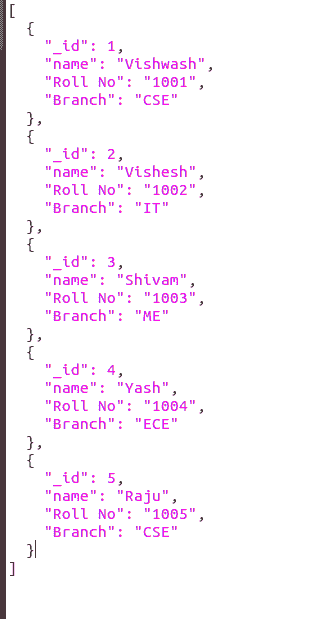 [
  {
    "_id": 1,
    "name": "Vishwash",
    "Roll No": "1001",
    "Branch": "CSE"
  },
  {
    "_id": 2,
    "name": "Vishesh",
    "Roll No": "1002",
    "Branch": "IT"
  },
  {
    "_id": 3,
    "name": "Shivam",
    "Roll No": "1003",
    "Branch": "ME"
  },
  {
    "_id": 4,
    "name": "Yash",
    "Roll No": "1004",
    "Branch": "ECE"
  },
  {
    "_id": 5,
    "name": "Raju",
    "Roll No": "1005",
    "Branch": "CSE"
  }
]